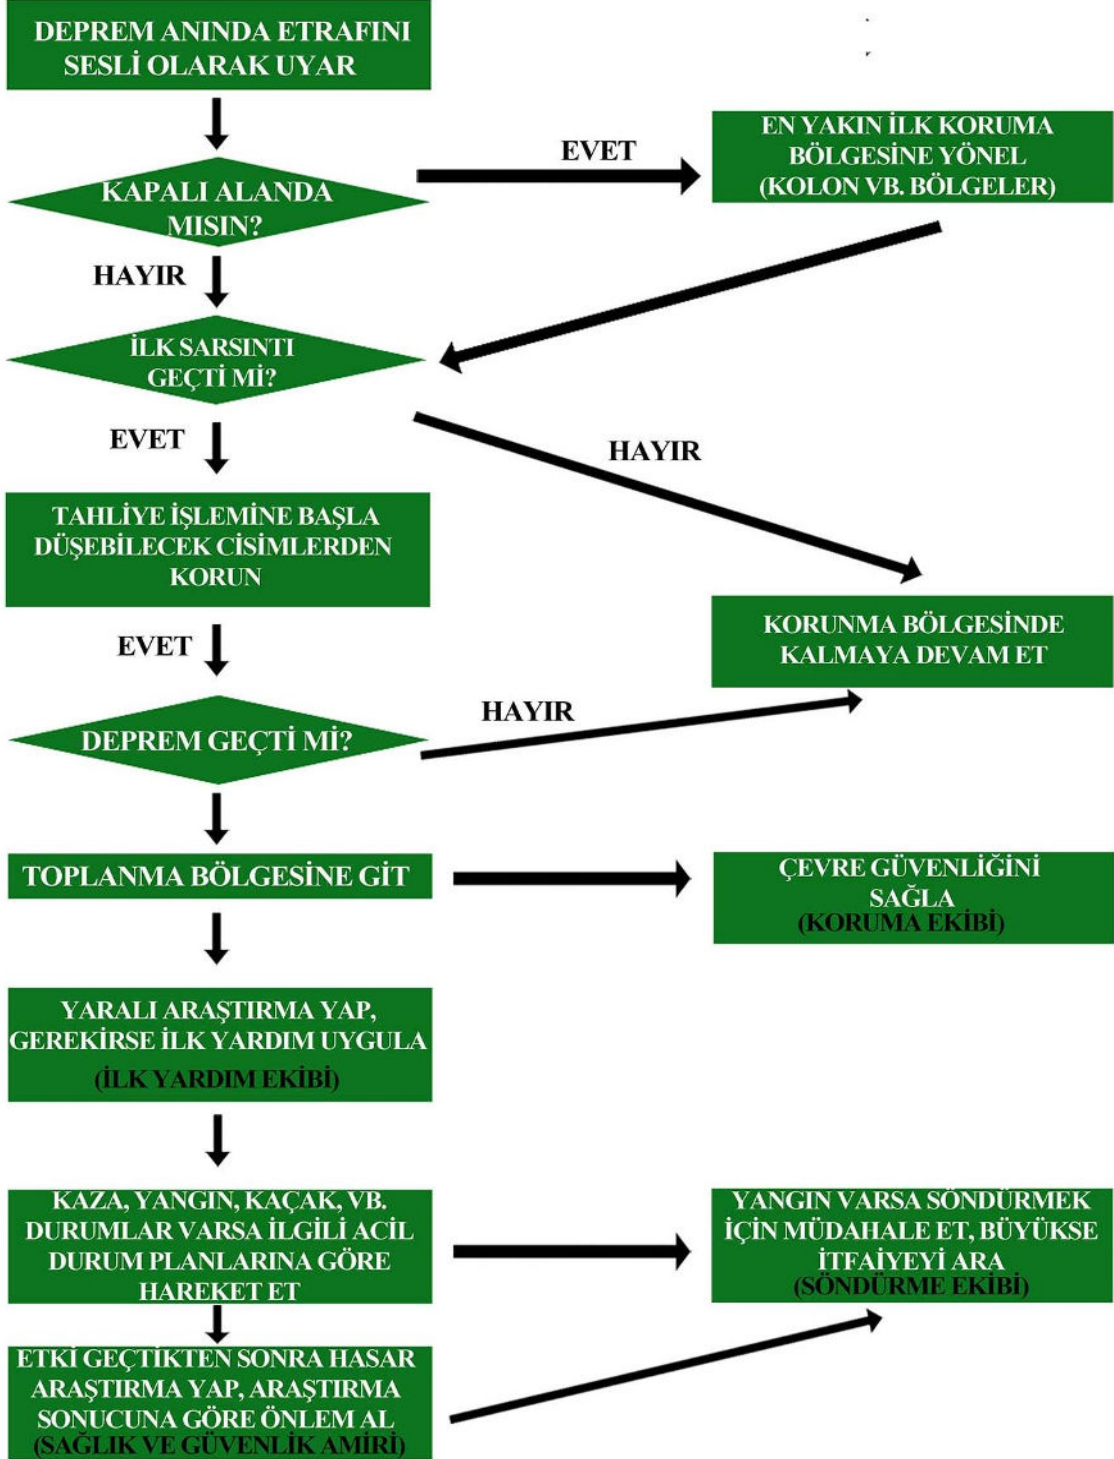 DEPREM ANINDA ETRAFINI
SESLİ OLARAK UYAR
EVET
EN YAKIN İLK KORUMA
BÖLGESİNE YÖNEL
(KOLON VB. BÖLGELER)
KAPALI ALANDA
MISIN?
HAYIR
İLK SARSINTI
GEÇTİ Mİ?
EVET
HAYIR
TAHLİYE İŞLEMİNE BAŞLA
DÜŞEBİLECEK CİSİMLERDEN
KORUN
EVET
KORUNMA BÖLGESİNDE
KALMAYA DEVAM ET
HAYIR
DEPREM GEÇTİ Mİ?
TOPLANMA BÖLGESİNE GİT
ÇEVRE GÜVENLİĞİNİ
SAĞLA
(KORUMA EKİBİ)
YARALI ARAŞTIRMA YAP,
GEREKİRSE İLK YARDIM UYGULA
(İLK YARDIM EKİBİ)
KAZA, YANGIN, KAÇAK, VB.
DURUMLAR VARSA İLGİLİ ACİL
DURUM PLANLARINA GÖRE
HAREKET ET
YANGIN VARSA SÖNDÜRMEK
İÇİN MÜDAHALE ET, BÜYÜKSE
İTFAİYEYİ ARA
(SÖNDÜRME EKİBİ)
ETKİ GEÇTİKTEN SONRA HASAR
ARAŞTIRMA YAP, ARAŞTIRMA
SONUCUNA GÖRE ÖNLEM AL
(SAĞLIK VE GÜVENLİK AMİRİ)